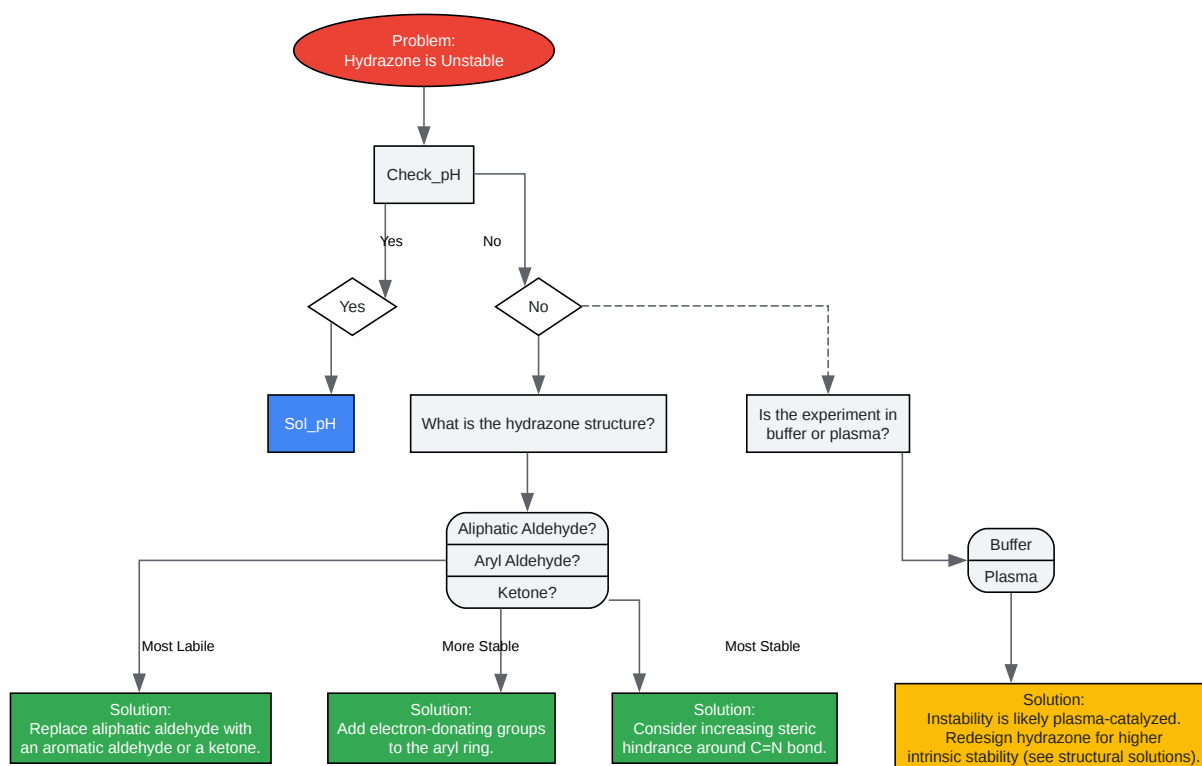 Problem:
Hydrazone is Unstable
Check_pH
Yes
No
Yes
No
Sol_pH
What is the hydrazone structure?
Is the experiment in
buffer or plasma?
Aliphatic Aldehyde?
Aryl Aldehyde?
Ketone?
Buffer
Plasma
Most Labile
More Stable
Most Stable
Solution:
Replace aliphatic aldehyde with
an aromatic aldehyde or a ketone.
Solution:
Add electron-donating groups
to the aryl ring.
Solution:
Consider increasing steric
hindrance around C=N bond.
Solution:
Instability is likely plasma-catalyzed.
Redesign hydrazone for higher
intrinsic stability (see structural solutions).